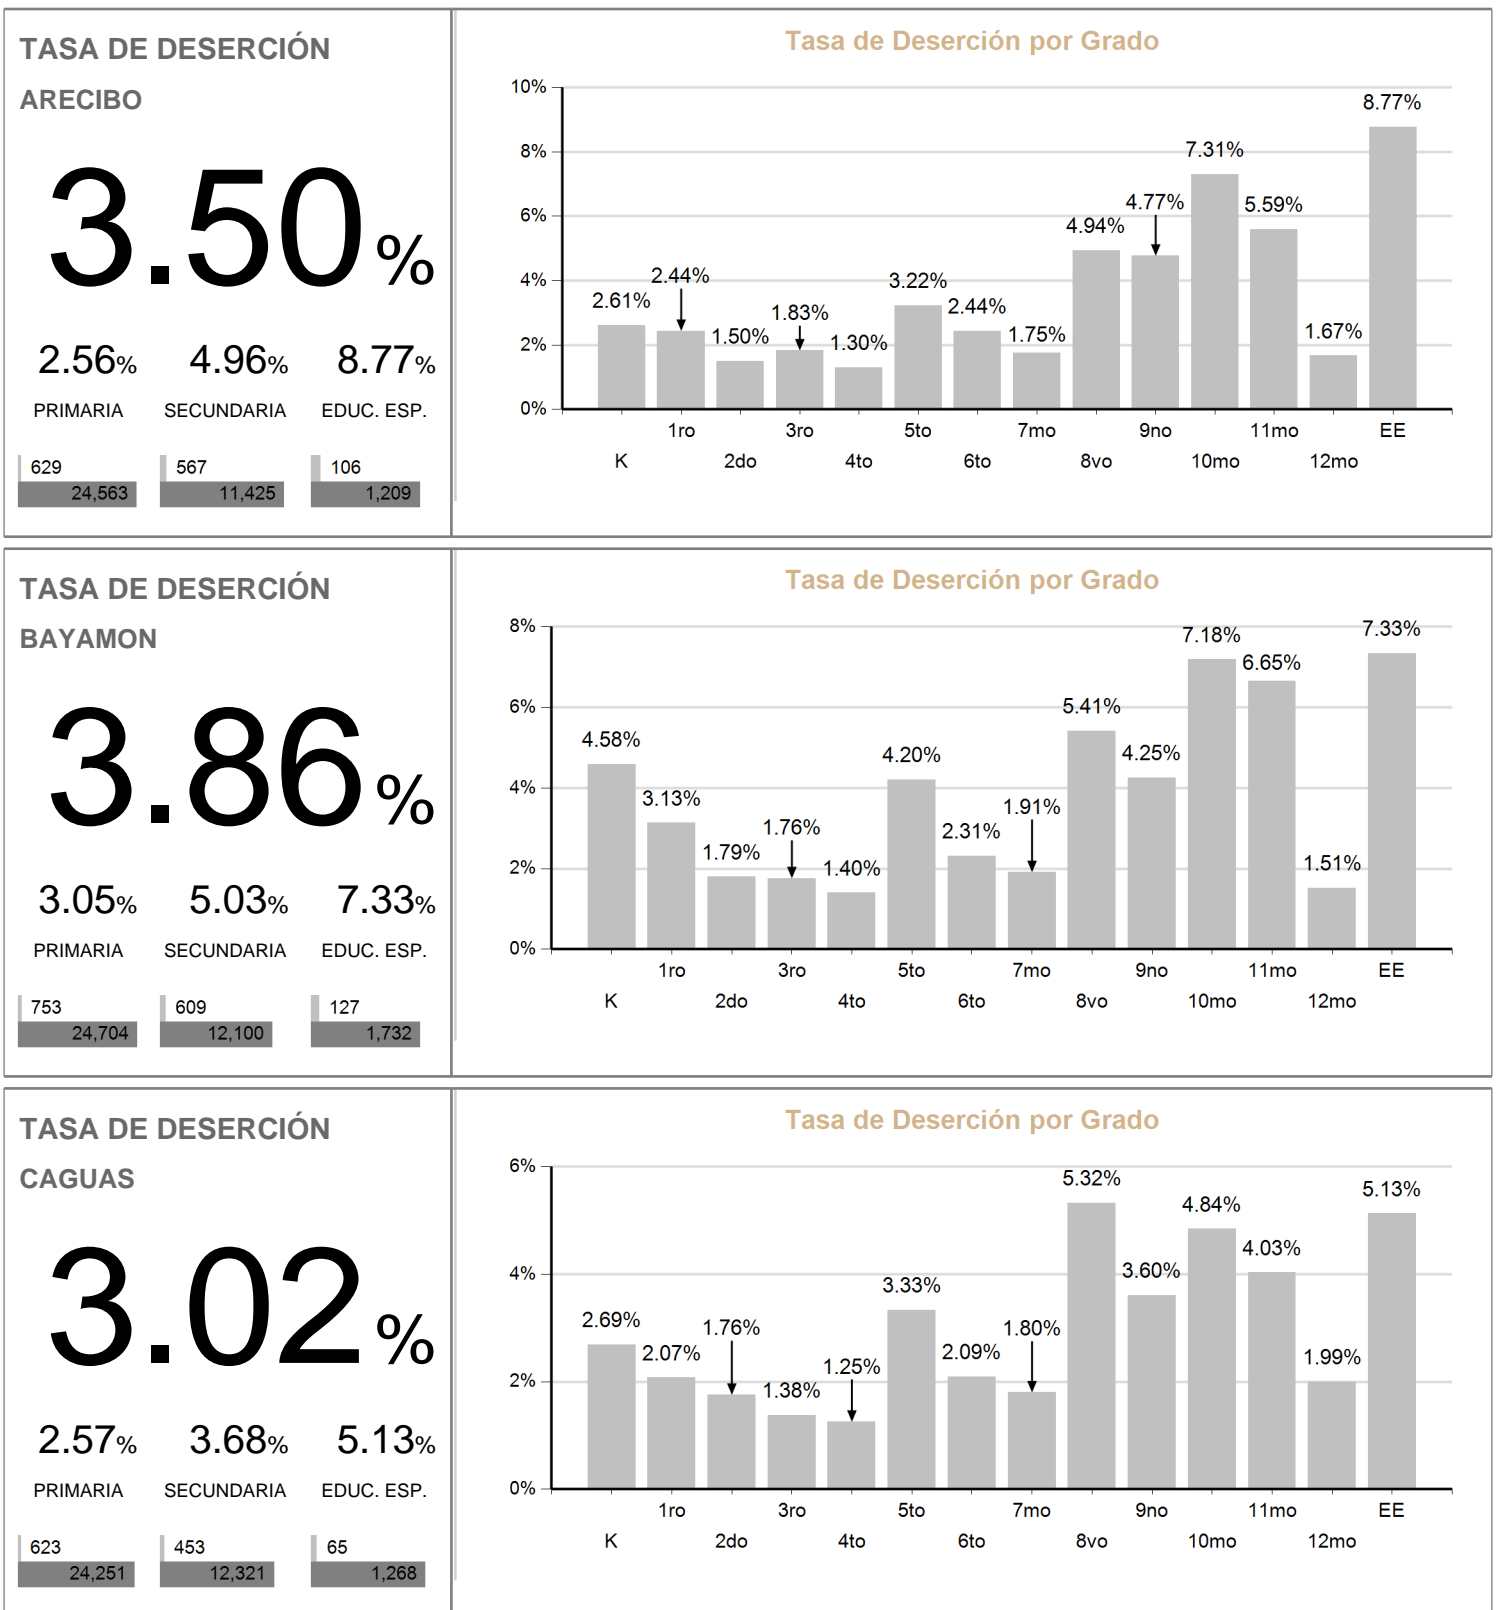 TASA DE DESERCIÓN
ARECIBO
3.50%
2.56% 4.96% 8.77%
PRIMARIA SECUNDARIA EDUC. ESP.
629 567 106
24,563 11,425 1,209
Tasa de Deserción por Grado
10%
8%
6%
4%
2%
0%
2.61% 2.44% 1.50% 1.83% 1.30% 3.22% 2.44% 1.75% 4.94% 4.77% 7.31% 5.59% 1.67% 8.77%
1ro 3ro 5to 7mo 9no 11mo EE
K 2do 4to 6to 8vo 10mo 12mo
TASA DE DESERCIÓN
BAYAMON
3.86%
3.05% 5.03% 7.33%
PRIMARIA SECUNDARIA EDUC. ESP.
753 609 127
24,704 12,100 1,732
Tasa de Deserción por Grado
8%
6%
4%
2%
0%
4.58% 3.13% 1.79% 1.76% 1.40% 4.20% 2.31% 1.91% 5.41% 4.25% 7.18% 6.65% 1.51% 7.33%
1ro 3ro 5to 7mo 9no 11mo EE
K 2do 4to 6to 8vo 10mo 12mo
TASA DE DESERCIÓN
CAGUAS
3.02%
2.57% 3.68% 5.13%
PRIMARIA SECUNDARIA EDUC. ESP.
623 453 65
24,251 12,321 1,268
Tasa de Deserción por Grado
6%
4%
2%
0%
2.69% 2.07% 1.76% 1.38% 1.25% 3.33% 2.09% 1.80% 5.32% 3.60% 4.84% 4.03% 1.99% 5.13%
1ro 3ro 5to 7mo 9no 11mo EE
K 2do 4to 6to 8vo 10mo 12mo